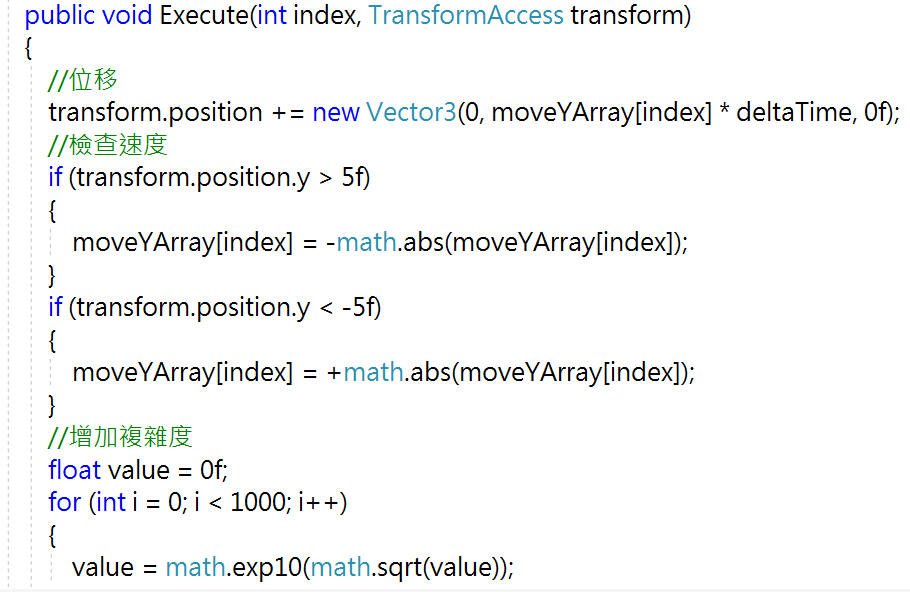 public void Execute(int index, TransformAccess transform)
{
//位移
transform.position += new Vector3(0, moveYArray[index] * deltaTime, 0f);
//檢查速度
if (transform.position.y > 5f)
{
moveYArray[index] = -math.abs(moveYArray[index]);
}
if (transform.position.y < -5f)
{
moveYArray[index] = +math.abs(moveYArray[index]);
}
//增加複雜度
float value = 0f;
for (int i = 0; i < 1000; i++)
{
value = math.exp10(math.sqrt(value));